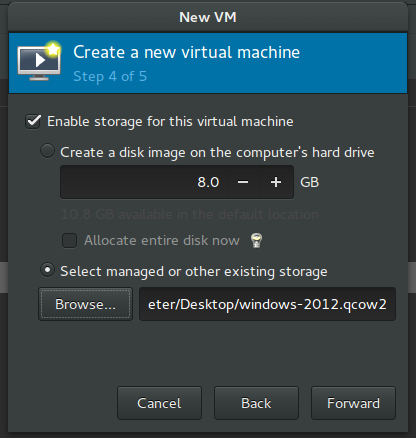 New VM
Create a new virtual machine
Step 4 of 5
Enable storage for this virtual machine
Create a disk image on the computer's hard drive
8.0 − + GB
10.8 GB available in the default location
Allocate entire disk now
Select managed or other existing storage
Browse... eter/Desktop/windows-2012.qcow2
Cancel Back Forward